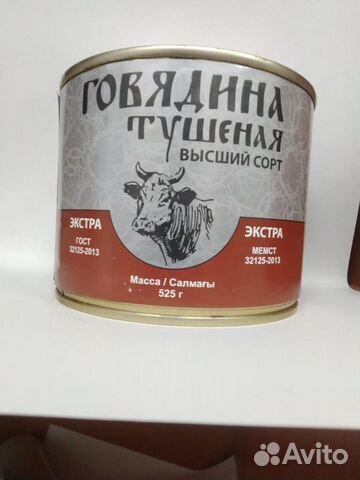 ГОВЯДИНА
ТУШЕНАЯ
ВЫСШИЙ СОРТ
ЭКСТРА
ГОСТ
32125-2013
ЭКСТРА
МЕМСТ
32125-2013
Масса / Салмағы
525 г
Avito